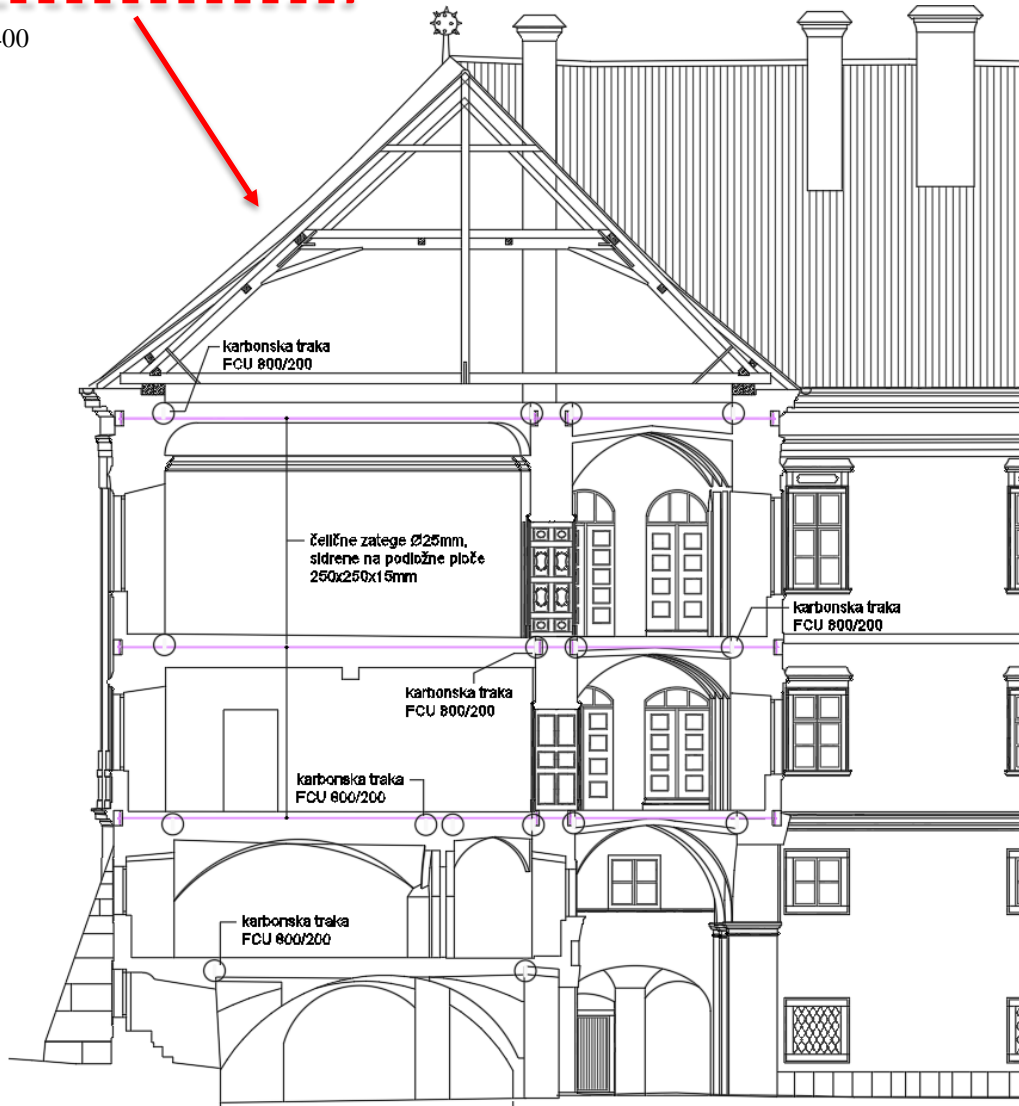 400
karbonska traka
FCU 800/200
čelične zatege Ø25mm,
sidrene na podložne ploče
250x250x15mm
karbonska traka
FCU 800/200
karbonska traka
FCU 800/200
karbonska traka
FCU 800/200
karbonska traka
FCU 800/200